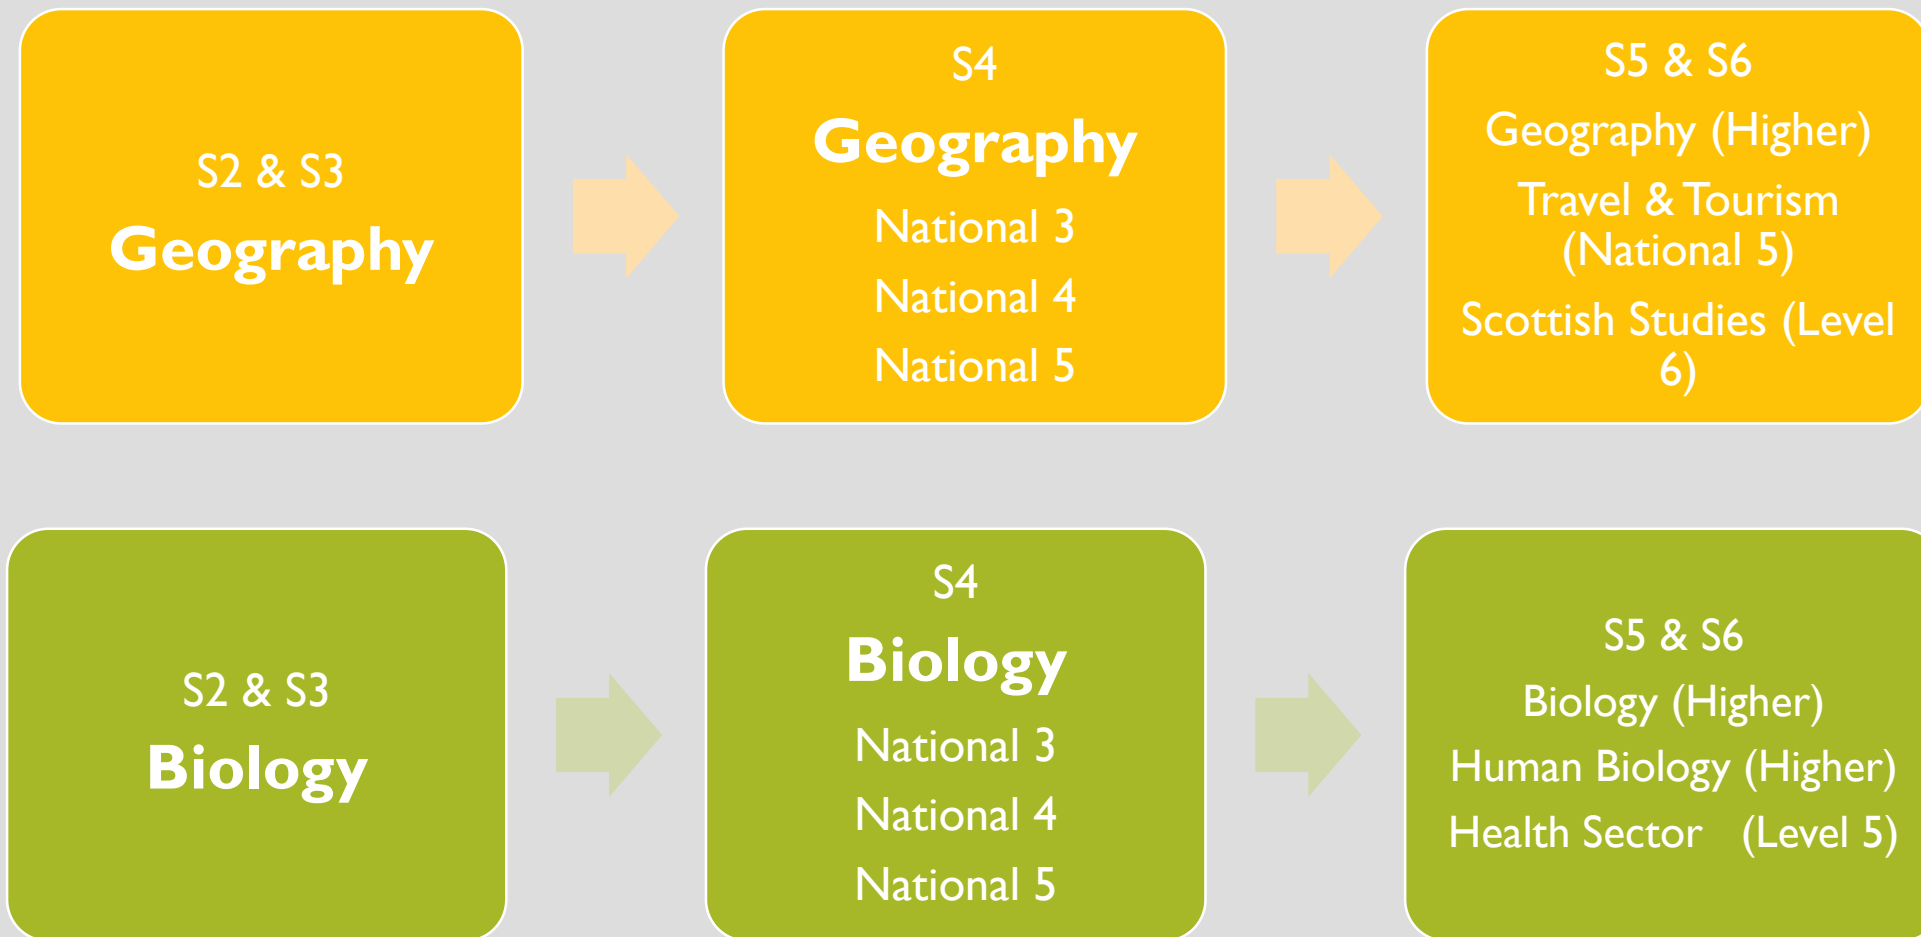 S2 & S3
Geography
S4
Geography
National 3
National 4
National 5
S5 & S6
Geography (Higher)
Travel & Tourism
(National 5)
Scottish Studies (Level
6)
S2 & S3
Biology
S4
Biology
National 3
National 4
National 5
S5 & S6
Biology (Higher)
Human Biology (Higher)
Health Sector (Level 5)